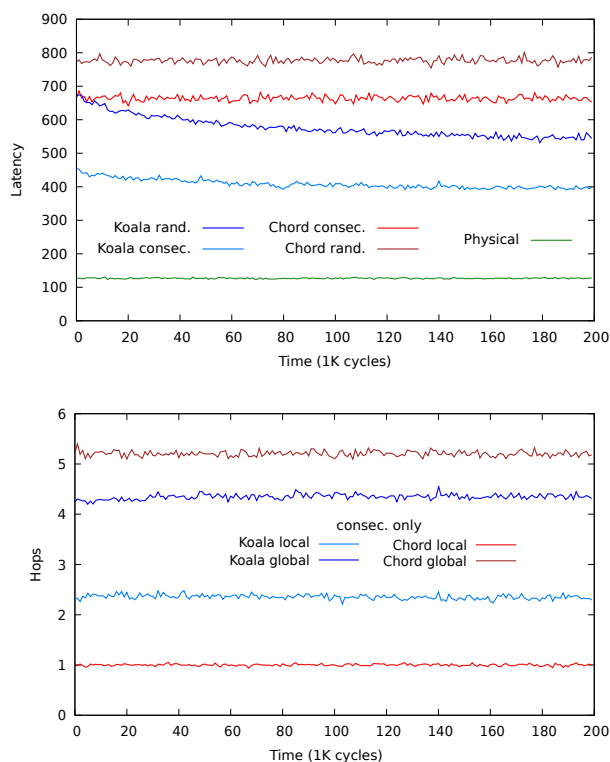 900
800
700
600
500
400
300
200
100
0
Latency
Koala rand.
Koala consec.
Chord consec.
Chord rand.
Physical
0 20 40 60 80 100 120 140 160 180 200
Time (1K cycles)
6
5
4
3
2
1
0
Hops
consec. only
Koala local
Koala global
Chord local
Chord global
0 20 40 60 80 100 120 140 160 180 200
Time (1K cycles)